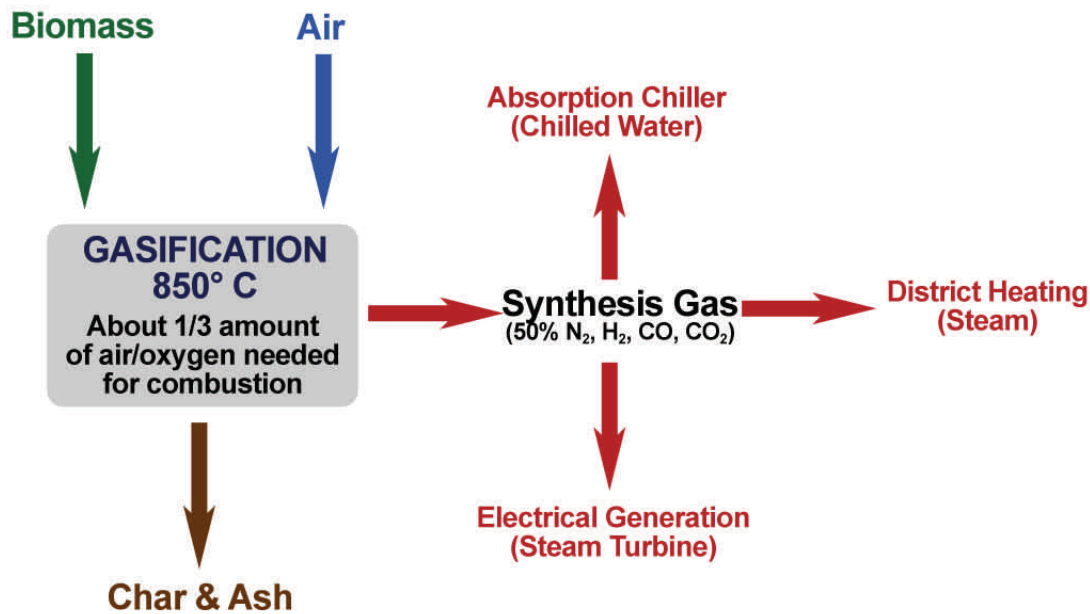 Biomass
Air
GASIFICATION
850° C
About 1/3 amount
of air/oxygen needed
for combustion
Char & Ash
Synthesis Gas
(50% N₂, H₂, CO, CO₂)
Absorption Chiller
(Chilled Water)
District Heating
(Steam)
Electrical Generation
(Steam Turbine)